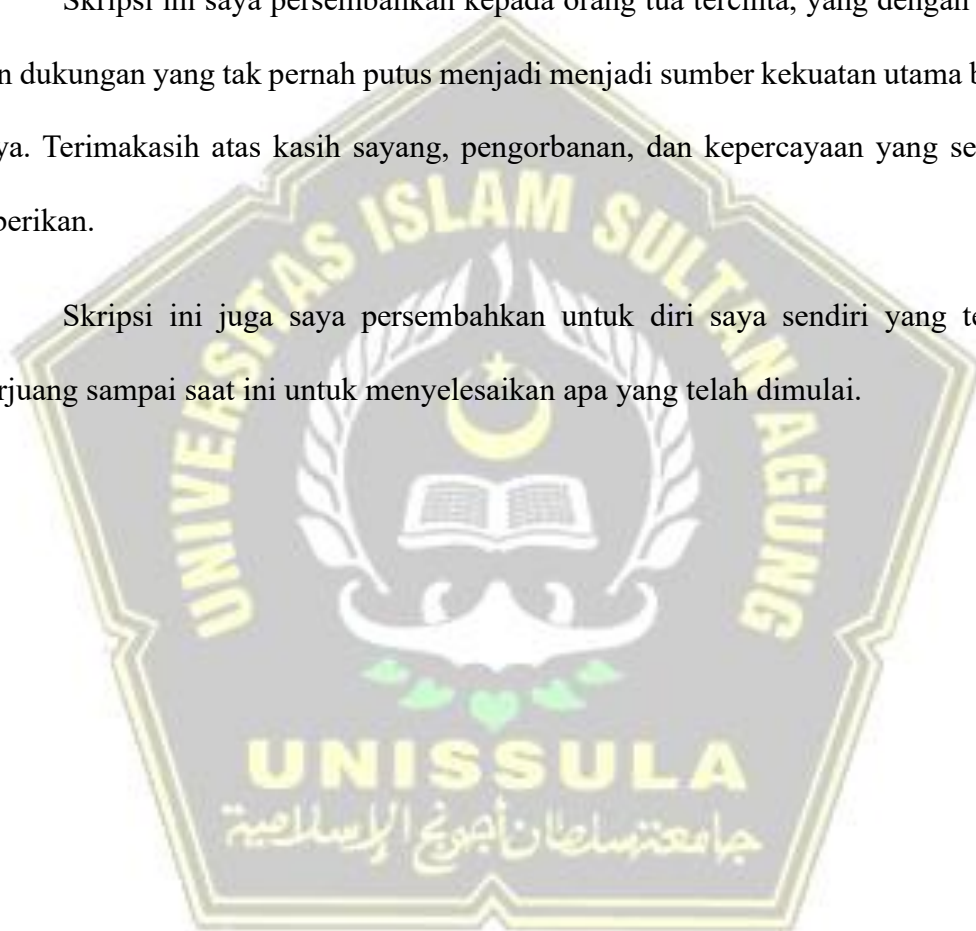 Skripsi ini saya persembahkan kepada orang tua tercinta, yang dengan
n dukungan yang tak pernah putus menjadi menjadi sumber kekuatan utama b
ya. Terimakasih atas kasih sayang, pengorbanan, dan kepercayaan yang se
berikan.
Skripsi ini juga saya persembahkan untuk diri saya sendiri yang te
rjuang sampai saat ini untuk menyelesaikan apa yang telah dimulai.
UNIVERSITAS ISLAM SULTAN AGUNG
UNISSULA
جامعة سلطان أجونج الإسلامية